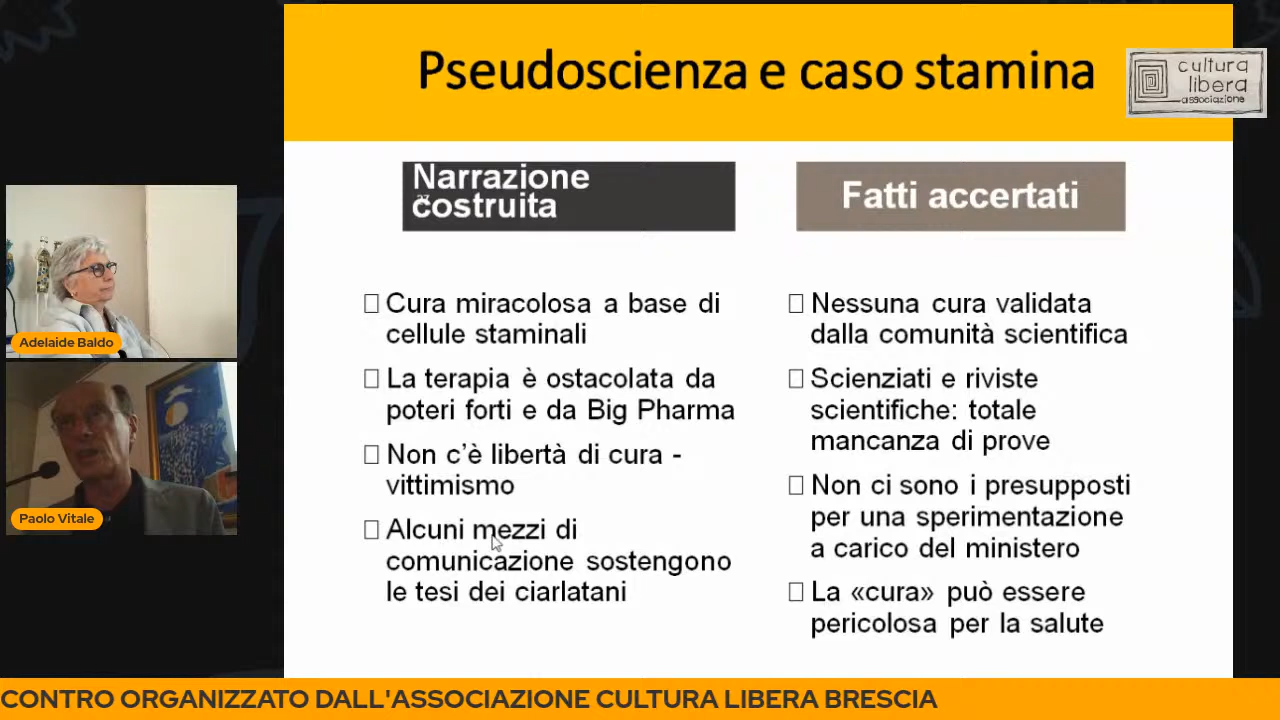 Pseudoscienza e caso stamina
cultura
libera
associazione
Narrazione
costruita
Fatti accertati
Cura miracolosa a base di
cellule staminali
La terapia è ostacolata da
poteri forti e da Big Pharma
Non c’è libertà di cura -
vittimismo
Alcuni mezzi di
comunicazione sostengono
le tesi dei ciarlatani
Nessuna cura validata
dalla comunità scientifica
Scienziati e riviste
scientifiche: totale
mancanza di prove
Non ci sono i presupposti
per una sperimentazione
a carico del ministero
La «cura» può essere
pericolosa per la salute
Adelaide Baldo
Paolo Vitale
CONTRO ORGANIZZATO DALL'ASSOCIAZIONE CULTURA LIBERA BRESCIA